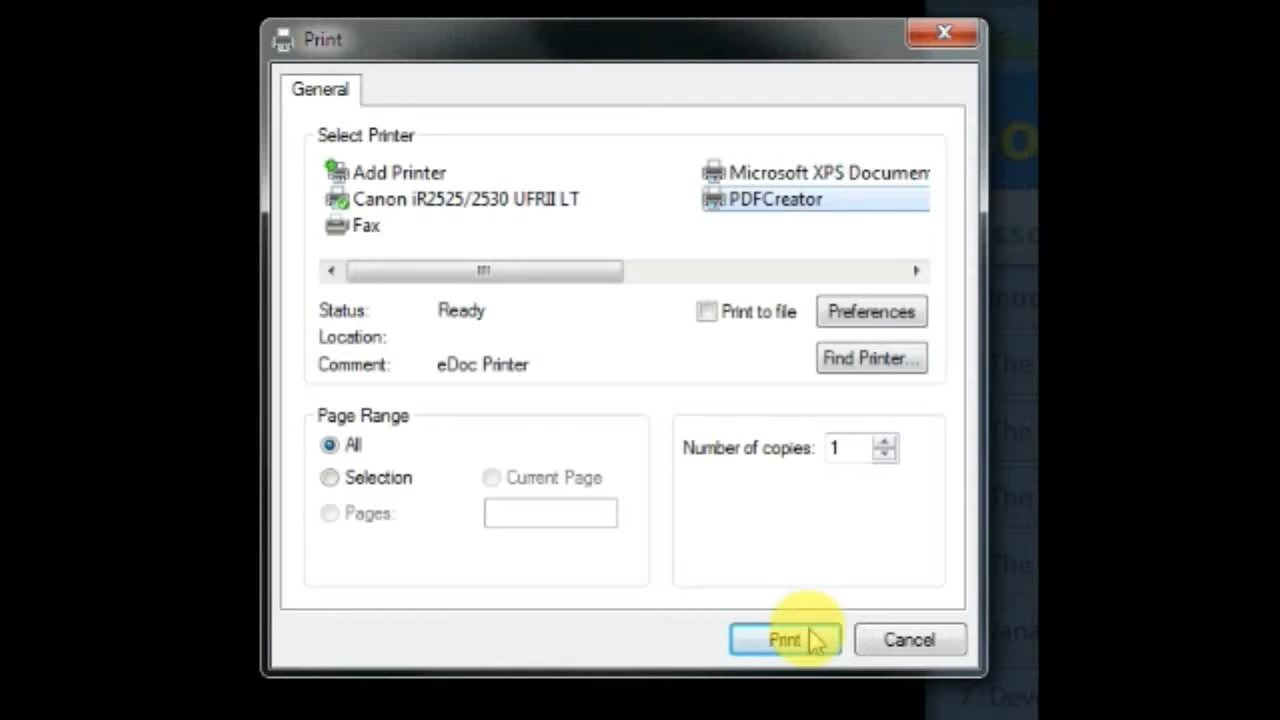 Print
General
Select Printer
Add Printer
Microsoft XPS Documen
Canon iR2525/2530 UFRII LT
PDFCreator
Fax
Status: Ready
Print to file
Preferences
Location:
Find Printer...
Comment: eDoc Printer
Page Range
All
Number of copies: 1
Selection
Current Page
Pages:
Print
Cancel